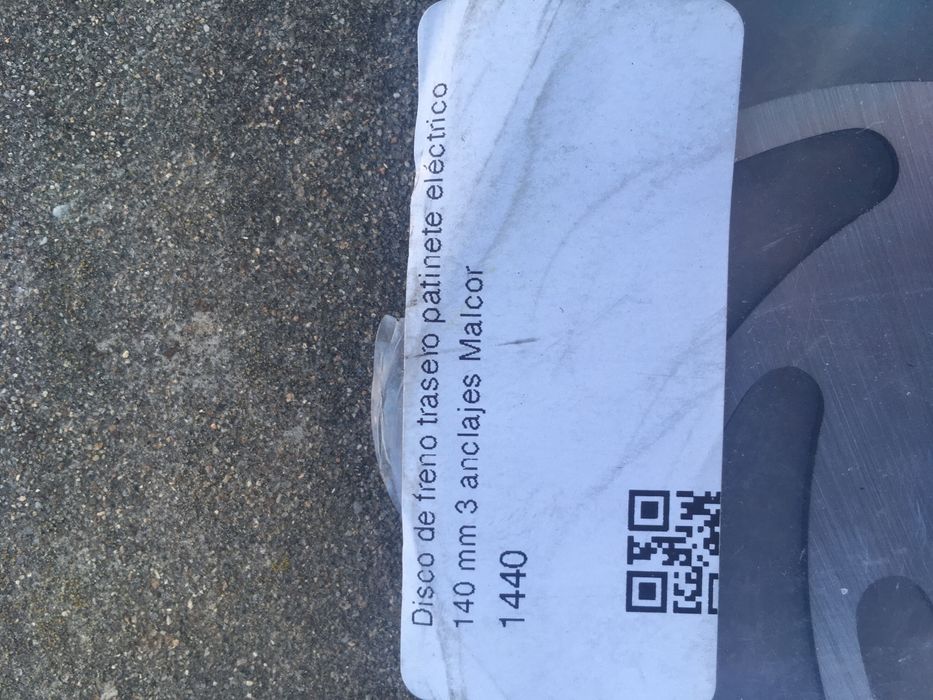 Disco de freno trasero patinete eléctrico
140 mm 3 anclajes Malcor
1440